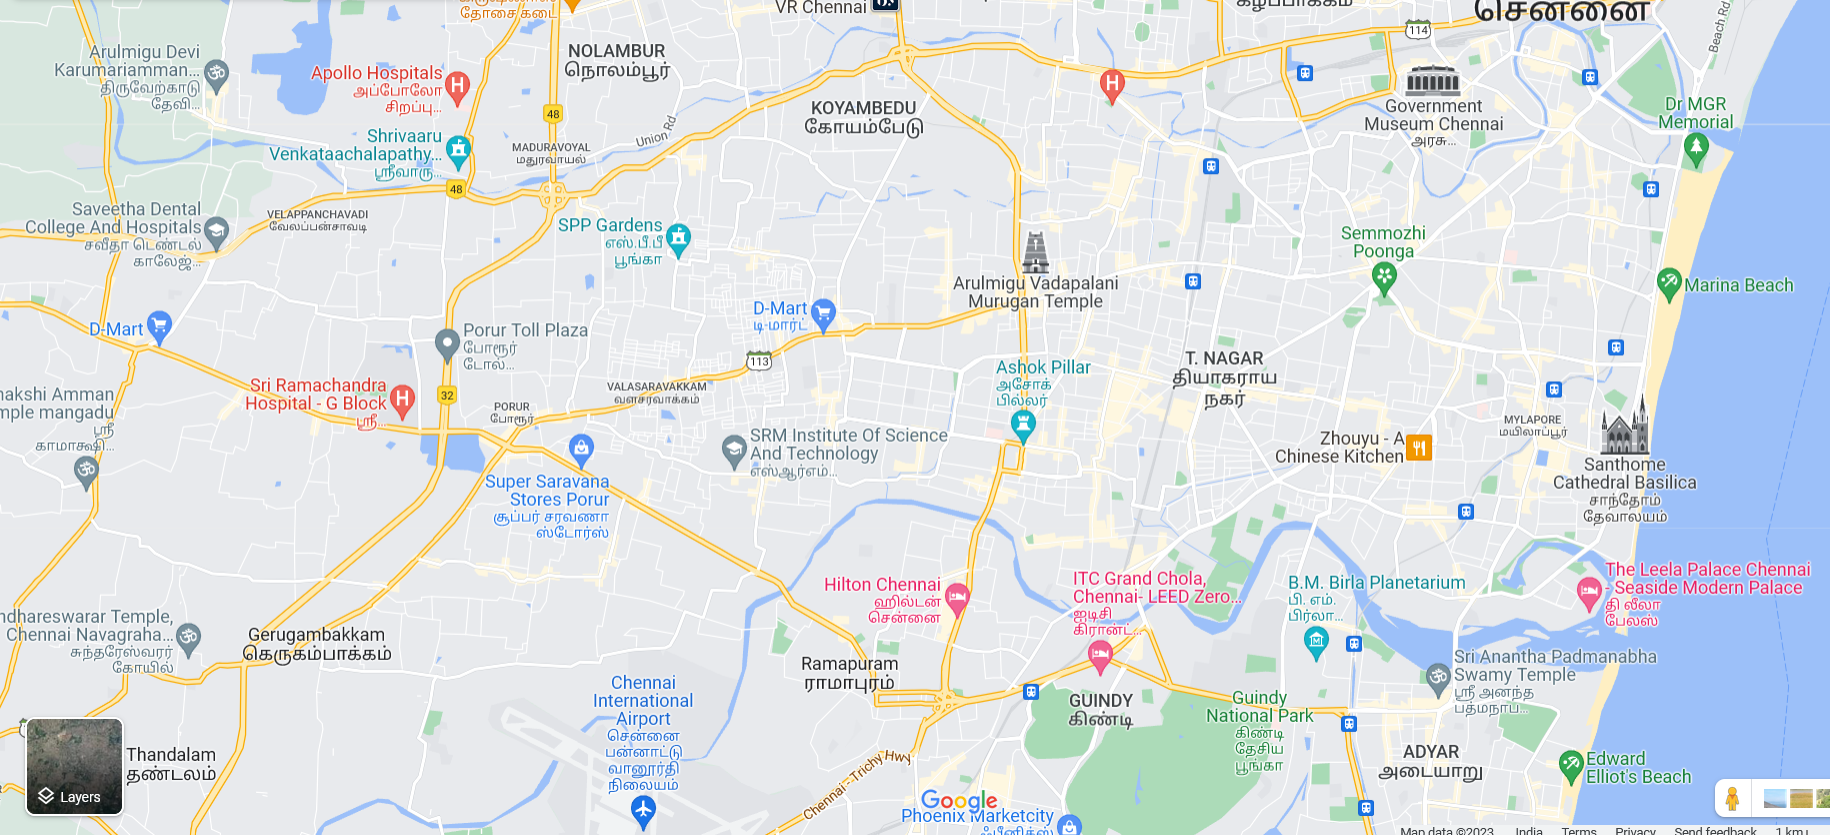 தோசை கடை
VR Chennai
114
Beach Rd
சென்னை
Arulmigu Devi
Karumariamman...
திருவேற்காடு
தேவி...
NOLAMBUR
நொலம்பூர்
Apollo Hospitals
அப்போலோ
சிறப்பு...
48
Union Rd
KOYAMBEDU
கோயம்பேடு
Government
Museum Chennai
அரசு...
Dr MGR
Memorial
Shrivaaru
Venkataachalapathy...
ஸ்ரீவாரு...
MADURAVOYAL
மதுரவாயல்
48
Saveetha Dental
College And Hospitals
சவீதா டெண்டல்
காலேஜ்...
VELAPPANCHAVADI
வேலப்பன்சாவடி
SPP Gardens
எஸ்.பி.பீ
பூங்கா
Semmozhi
Poonga
Arulmigu Vadapalani
Murugan Temple
Marina Beach
D-Mart
D-Mart
டி-மார்ட்
Porur Toll Plaza
போரூர்
டோல்...
113
Ashok Pillar
அசோக்
பில்லர்
T. NAGAR
தியாகராய
நகர்
Sri Ramachandra
Hospital - G Block
ஸ்ரீ...
32
PORUR
போரூர்
VALASARAVAKKAM
வளசரவாக்கம்
akshi Amman
mple mangadu
ஸ்ரீ
காமாக்ஷி...
MYLAPORE
மயிலாப்பூர்
SRM Institute Of Science
And Technology
எஸ்ஆர்எம்...
Zhouyu - A
Chinese Kitchen
Santhome
Cathedral Basilica
சாந்தோம்
தேவாலயம்
Super Saravana
Stores Porur
சூப்பர் சரவணா
ஸ்டோர்ஸ்
Hilton Chennai
ஹில்டன்
சென்னை
ITC Grand Chola,
Chennai- LEED Zero...
ஐடிசி
கிரான்ட்...
B.M. Birla Planetarium
பி. எம்.
பிர்லா...
The Leela Palace Chennai
- Seaside Modern Palace
தி லீலா
பேலஸ்
ndhareswarar Temple,
Chennai Navagraha...
சுந்தரேஸ்வரர்
கோயில்
Gerugambakkam
கெருகம்பாக்கம்
Ramapuram
ராமாபுரம்
Sri Anantha Padmanabha
Swamy Temple
ஸ்ரீ அனந்த
பத்மநாப...
Chennai
International
Airport
சென்னை
பன்னாட்டு
வானூர்தி
நிலையம்
GUINDY
கிண்டி
Guindy
National Park
கிண்டி
தேசிய
பூங்கா
Thandalam
தண்டலம்
Layers
Chennai - Trichy Hwy
ADYAR
அடையாறு
Edward
Elliot's Beach
Google
Phoenix Marketcity
பீனிக்ஸ்
Map data ©2023 India Terms Privacy Send feedback 1 km